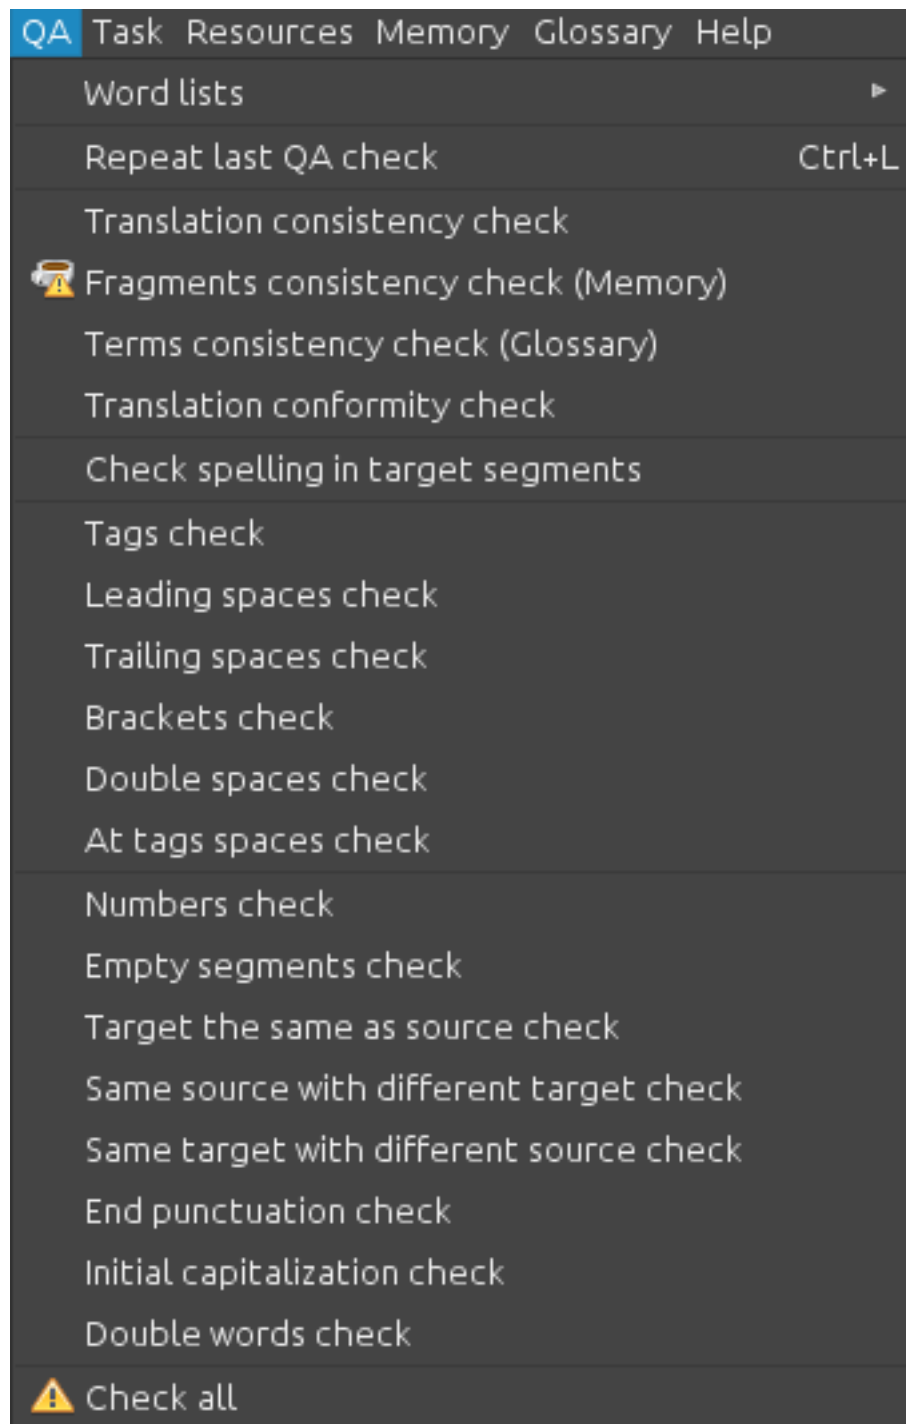 QA Task Resources Memory Glossary Help
Word lists
Repeat last QA check Ctrl+L
Translation consistency check
Fragments consistency check (Memory)
Terms consistency check (Glossary)
Translation conformity check
Check spelling in target segments
Tags check
Leading spaces check
Trailing spaces check
Brackets check
Double spaces check
At tags spaces check
Numbers check
Empty segments check
Target the same as source check
Same source with different target check
Same target with different source check
End punctuation check
Initial capitalization check
Double words check
Check all